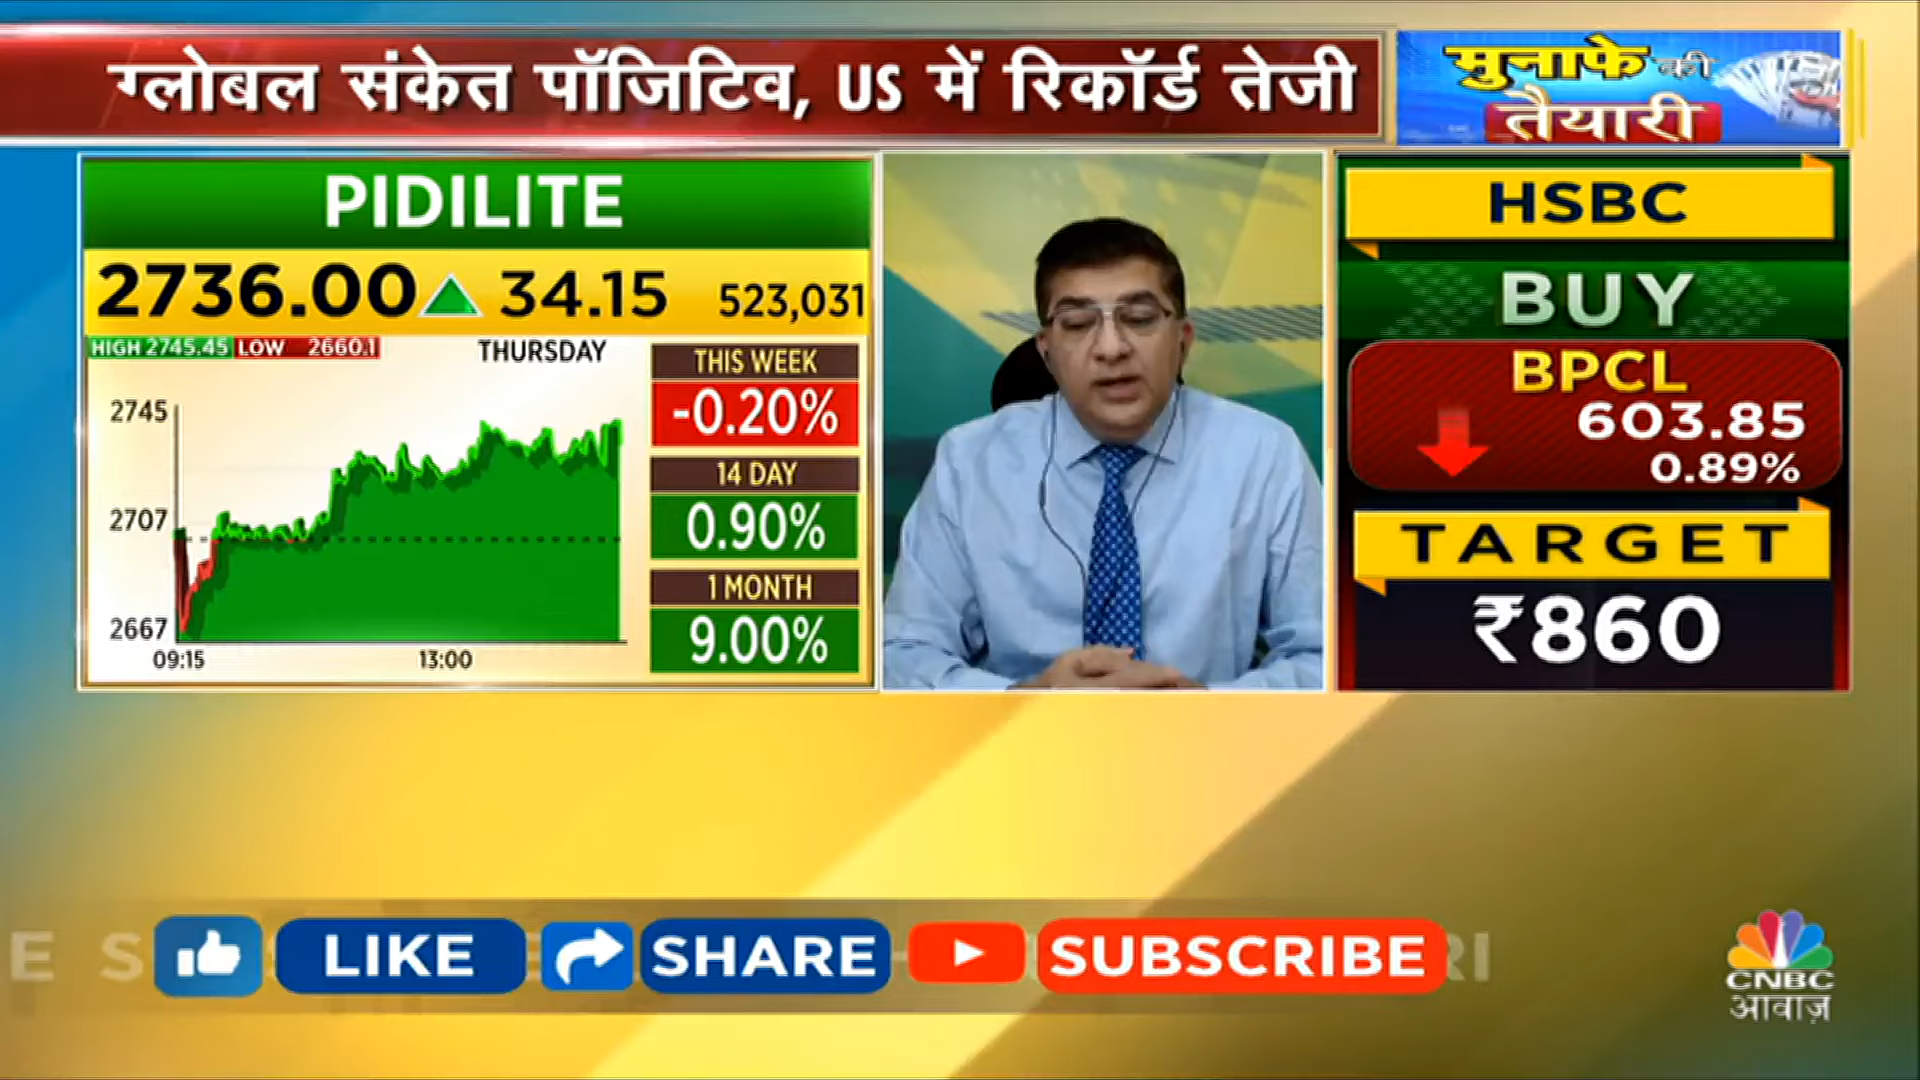 ग्लोबल संकेत पॉजिटिव, US में रिकॉर्ड तेजी
मुनाफे की
तैयारी
PIDILITE
2736.00 34.15 523,031
HIGH 2745.45 LOW 2660.1
THURSDAY
2745
2707
2667
09:15 13:00
THIS WEEK
-0.20%
14 DAY
0.90%
1 MONTH
9.00%
HSBC
BUY
BPCL
603.85
0.89%
TARGET
₹860
LIKE SHARE SUBSCRIBE
CNBC
आवाज़